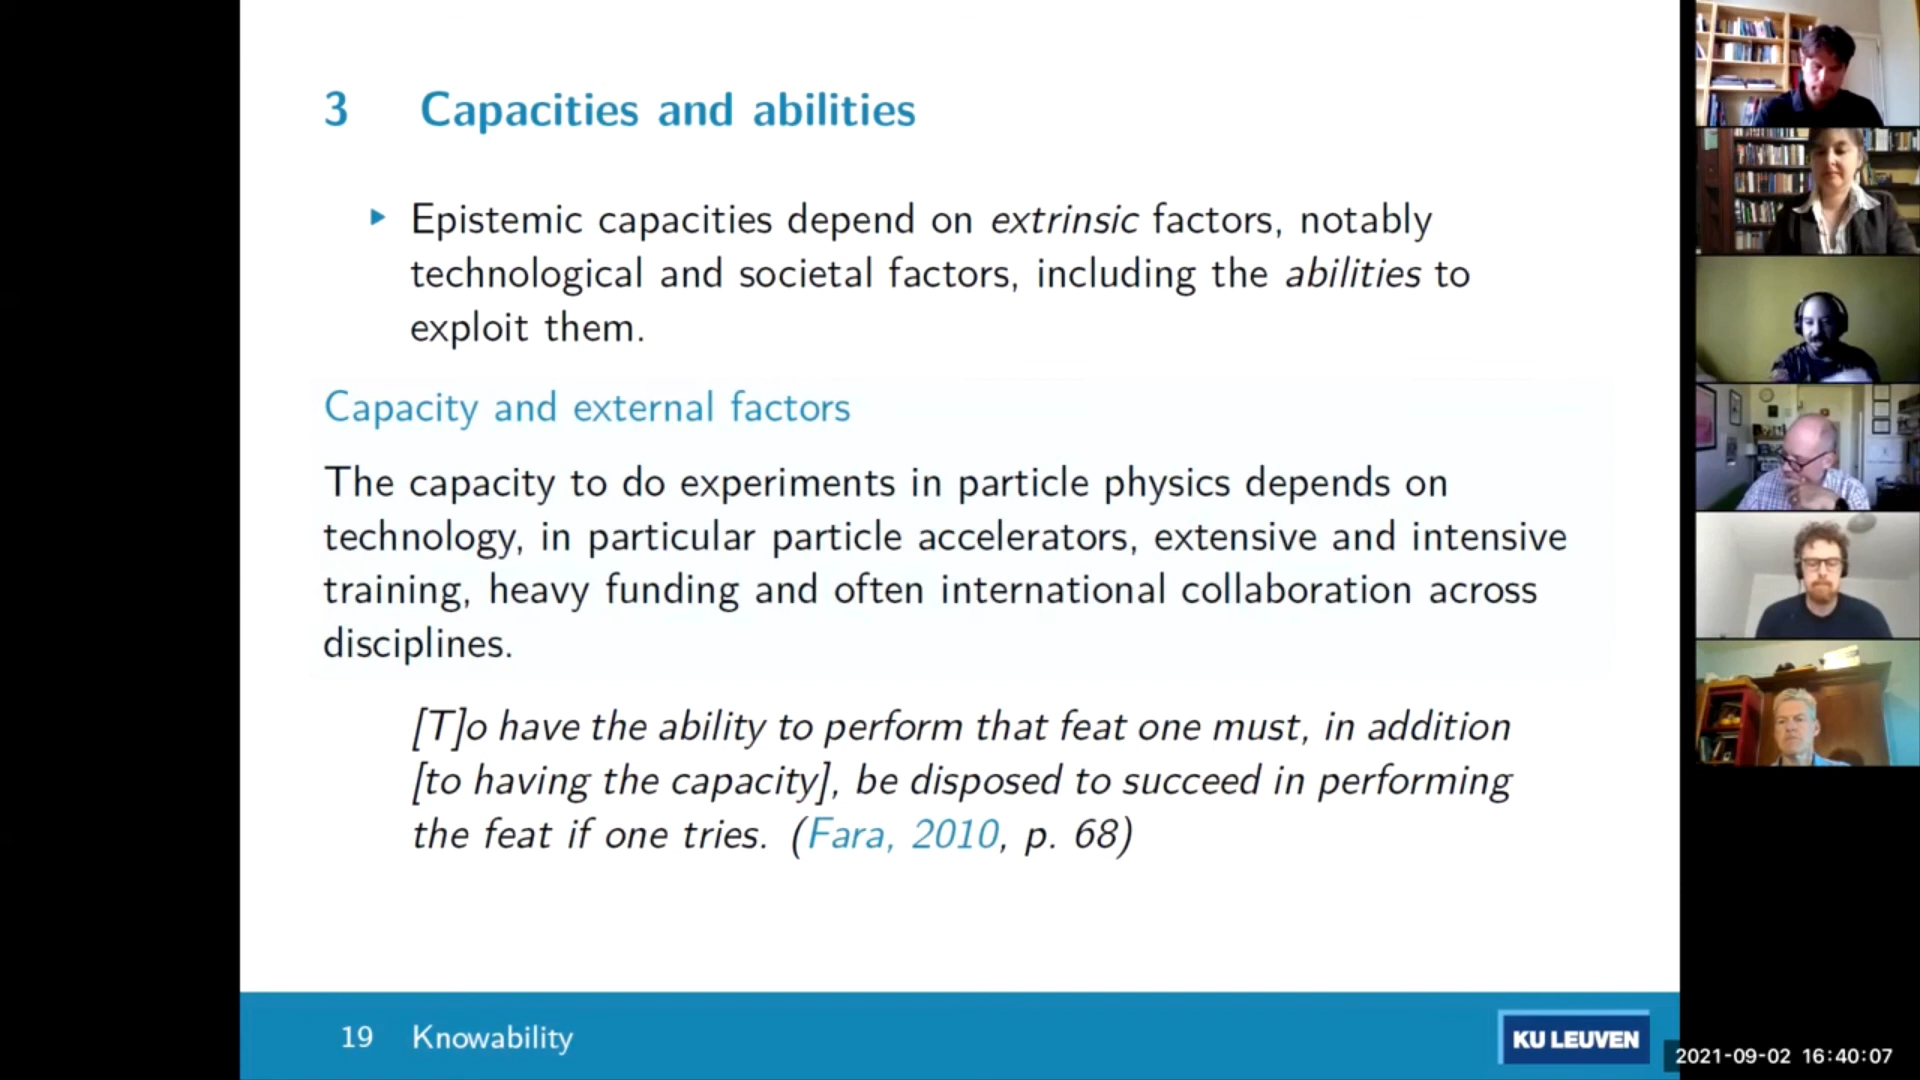 3 Capacities and abilities
Epistemic capacities depend on extrinsic factors, notably
technological and societal factors, including the abilities to
exploit them.
Capacity and external factors
The capacity to do experiments in particle physics depends on
technology, in particular particle accelerators, extensive and intensive
training, heavy funding and often international collaboration across
disciplines.
[T]o have the ability to perform that feat one must, in addition
[to having the capacity], be disposed to succeed in performing
the feat if one tries. (Fara, 2010, p. 68)
19 Knowability
KU LEUVEN
2021-09-02 16:40:07